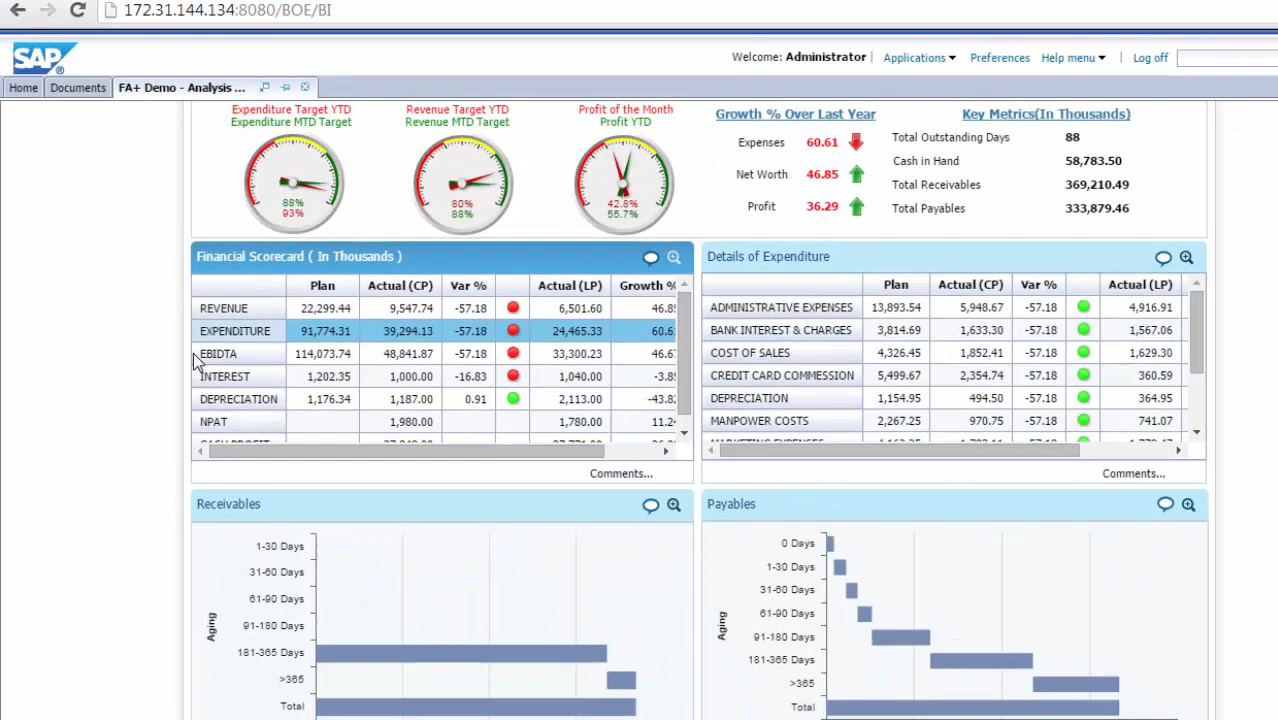 172.31.144.134:8080/BOE/BI
SAP
Welcome: Administrator | Applications Preferences Help menu | Log off
Home Documents FA+ Demo - Analysis ...
Expenditure Target YTD
Expenditure MTD Target
88%
93%
Revenue Target YTD
Revenue MTD Target
80%
88%
Profit of the Month
Profit YTD
42.8%
55.7%
Growth % Over Last Year
Expenses 60.61
Net Worth 46.85
Profit 36.29
Key Metrics(In Thousands)
Total Outstanding Days 88
Cash in Hand 58,783.50
Total Receivables 369,210.49
Total Payables 333,879.46
Financial Scorecard ( In Thousands )
Plan Actual (CP) Var % Actual (LP) Growth %
REVENUE 22,299.44 9,547.74 -57.18 6,501.60 46.85
EXPENDITURE 91,774.31 39,294.13 -57.18 24,465.33 60.61
EBIDTA 114,073.74 48,841.87 -57.18 33,300.23 46.67
INTEREST 1,202.35 1,000.00 -16.83 1,040.00 -3.85
DEPRECIATION 1,176.34 1,187.00 0.91 2,113.00 -43.82
NPAT 1,980.00 1,780.00 11.24
Comments...
Details of Expenditure
Plan Actual (CP) Var % Actual (LP)
ADMINISTRATIVE EXPENSES 13,893.54 5,948.67 -57.18 4,916.91
BANK INTEREST & CHARGES 3,814.69 1,633.30 -57.18 1,567.06
COST OF SALES 4,326.45 1,852.41 -57.18 1,629.30
CREDIT CARD COMMESSION 5,499.67 2,354.74 -57.18 360.59
DEPRECIATION 1,154.95 494.50 -57.18 364.95
MANPOWER COSTS 2,267.25 970.75 -57.18 741.07
Comments...
Receivables
Aging
1-30 Days
31-60 Days
61-90 Days
91-180 Days
181-365 Days
>365
Total
Payables
Aging
0 Days
1-30 Days
31-60 Days
61-90 Days
91-180 Days
181-365 Days
>365
Total